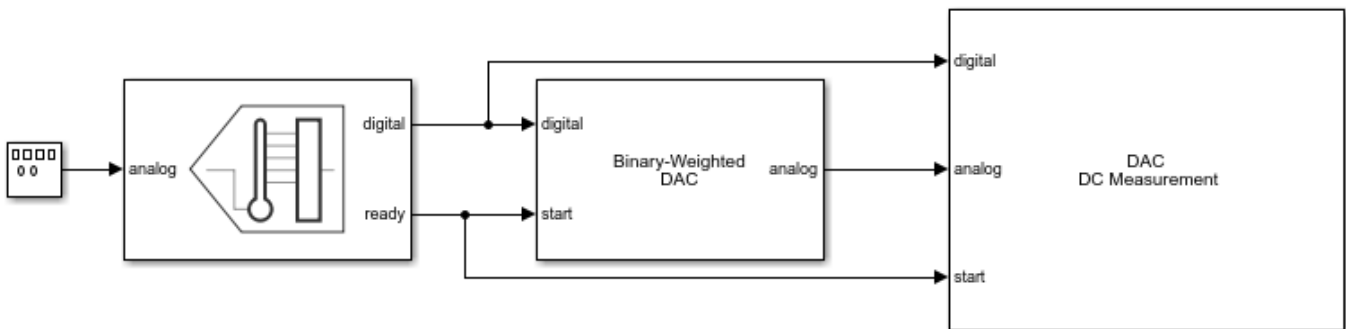 analog
digital
ready
digital
start
Binary-Weighted
DAC
analog
digital
analog
start
DAC
DC Measurement